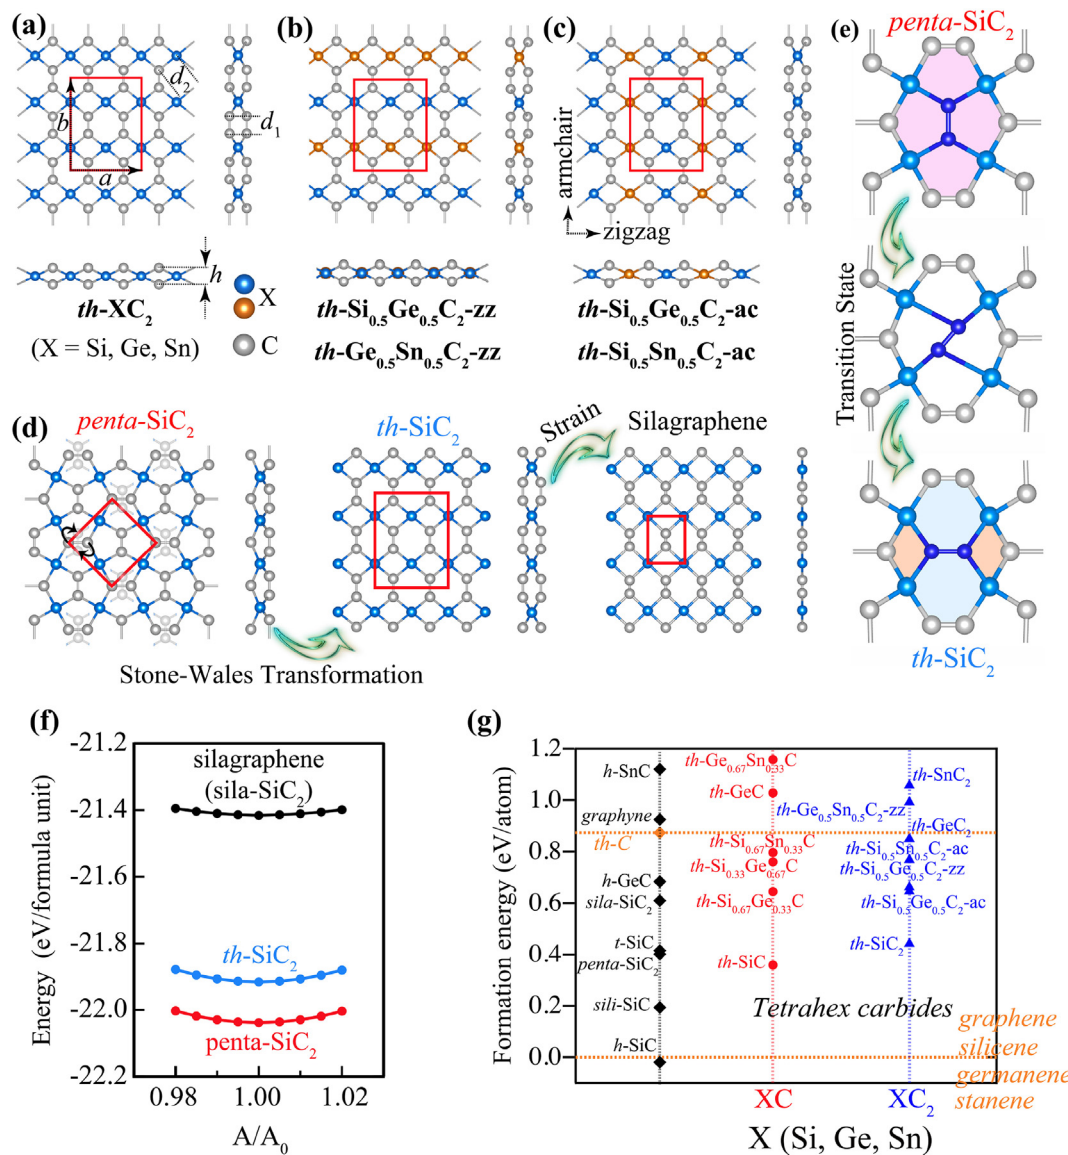 (a)
b
a
d2
d1
h
th-XC2
(X = Si, Ge, Sn)
X
C
(b)
th-Si0.5Ge0.5C2-zz
th-Ge0.5Sn0.5C2-zz
(c)
armchair
zigzag
th-Si0.5Ge0.5C2-ac
th-Si0.5Sn0.5C2-ac
(d)
penta-SiC2
th-SiC2
Strain
Silagraphene
Stone-Wales Transformation
(e)
penta-SiC2
Transition State
th-SiC2
(f)
Energy (eV/formula unit)
-21.2
-21.4
-21.6
-21.8
-22.0
-22.2
silagraphene
(sila-SiC2)
th-SiC2
penta-SiC2
0.98
1.00
1.02
A/A0
(g)
Formation energy (eV/atom)
1.2
1.0
0.8
0.6
0.4
0.2
0.0
h-SnC
graphyne
th-C
h-GeC
sila-SiC2
t-SiC
penta-SiC2
sili-SiC
h-SiC
th-Ge0.67Sn0.33C
th-GeC
th-Si0.67Sn0.33C
th-Si0.33Ge0.67C
th-Si0.67Ge0.33C
th-SiC
th-SnC2
th-Ge0.5Sn0.5C2-zz
th-GeC2
th-Si0.5Sn0.5C2-ac
th-Si0.5Ge0.5C2-zz
th-Si0.5Ge0.5C2-ac
th-SiC2
Tetrahex carbides
graphene
silicene
germanene
stanene
XC
XC2
X (Si, Ge, Sn)